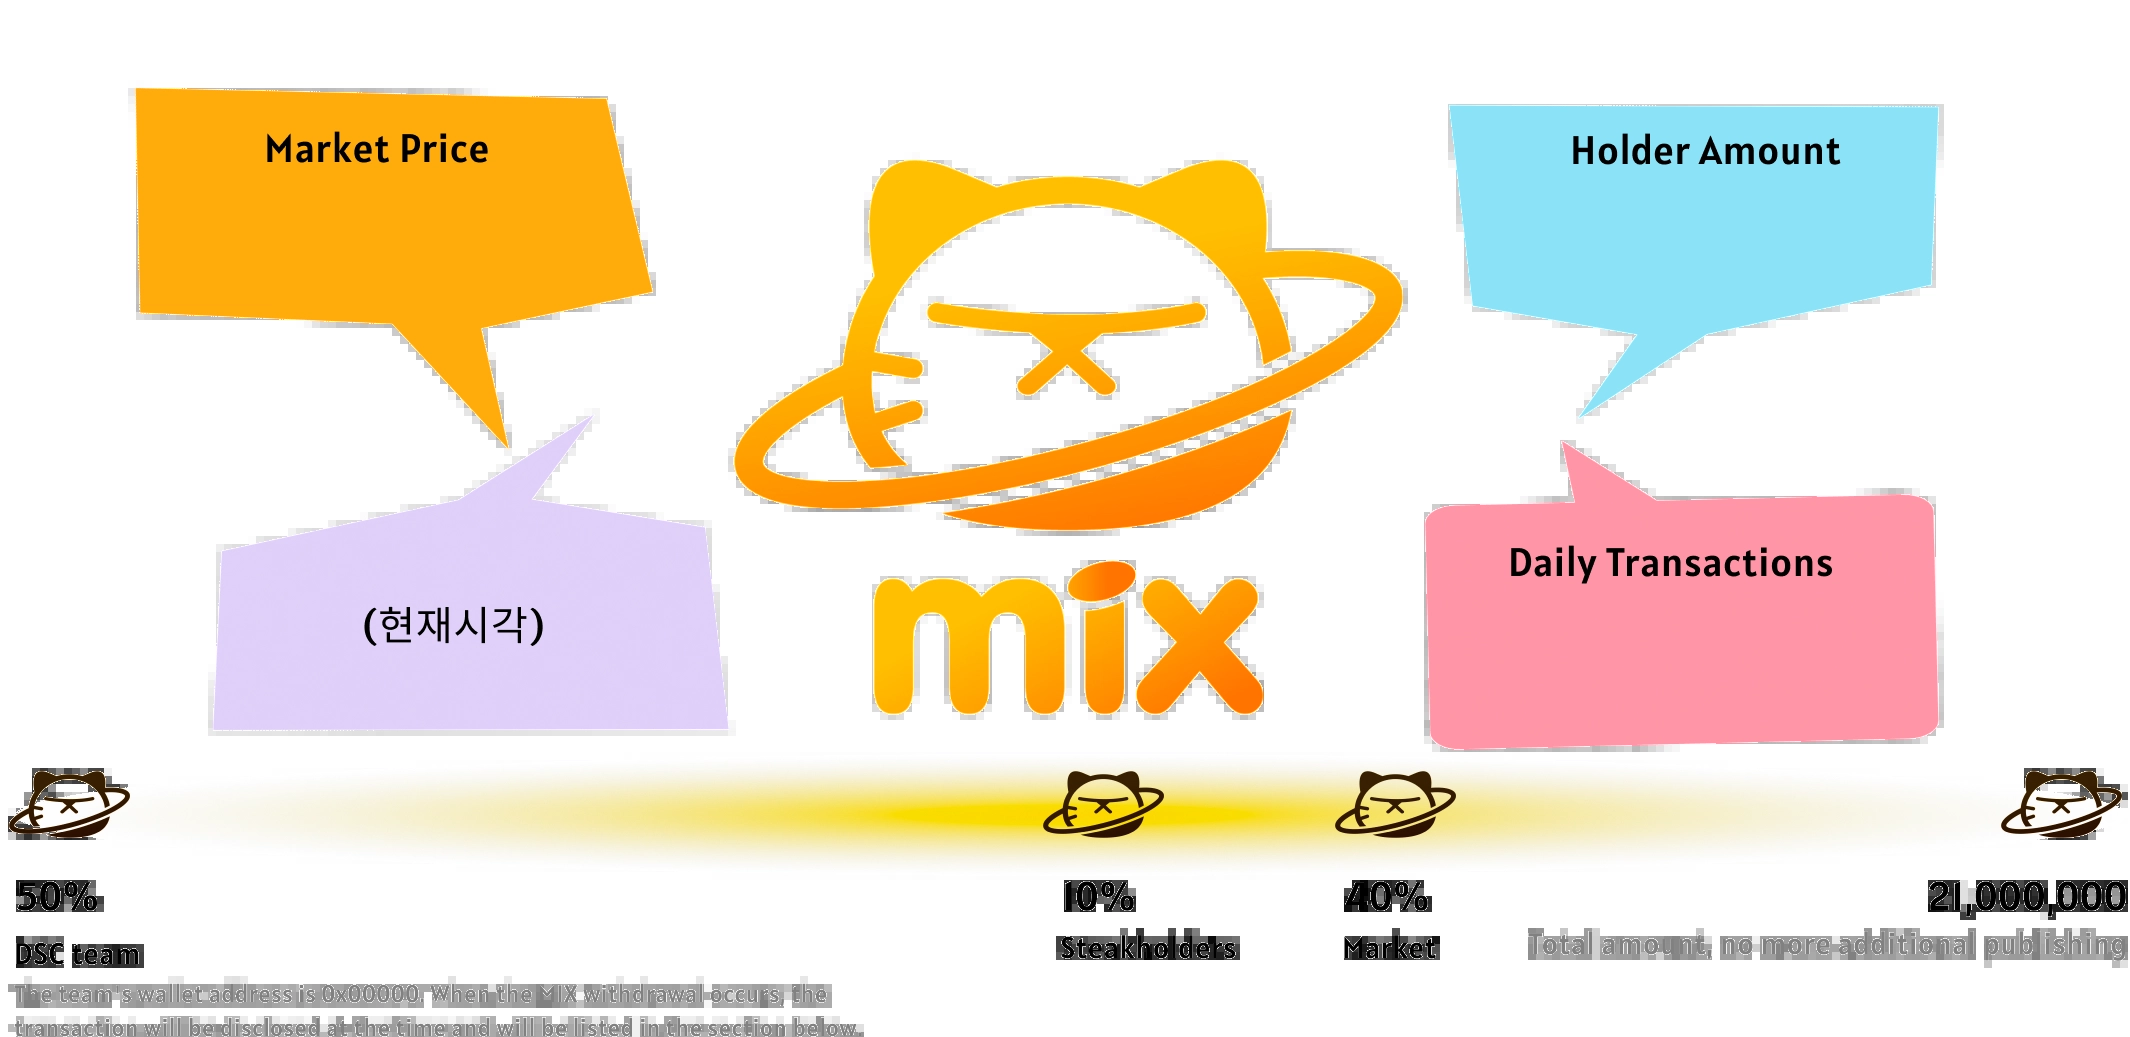 Market Price
Holder Amount
Daily Transactions
(현재시각)
mix
50%
10%
40%
21,000,000
DSC team
Steakholders
Market
Total amount, no more additional publishing
The team's wallet address is 0x00000. When the MIX withdrawal occurs, the
transaction will be disclosed at the time and will be listed in the section below.